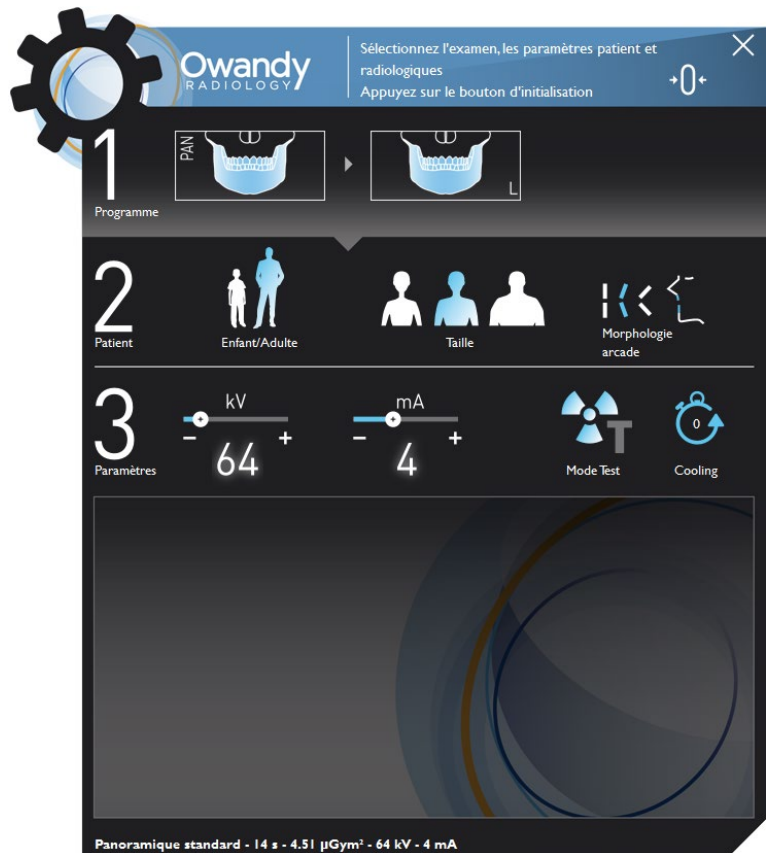 Owandy
RADIOLOGY
Sélectionnez l'examen, les paramètres patient et
radiologiques
Appuyez sur le bouton d'initialisation
0
1
Programme
PAN
L
2
Patient
Enfant/Adulte
Taille
Morphologie
arcade
3
Paramètres
kV
- +
64
mA
- +
4
T
Mode Test
0
Cooling
Panoramique standard - 14 s - 4.51 µGym² - 64 kV - 4 mA